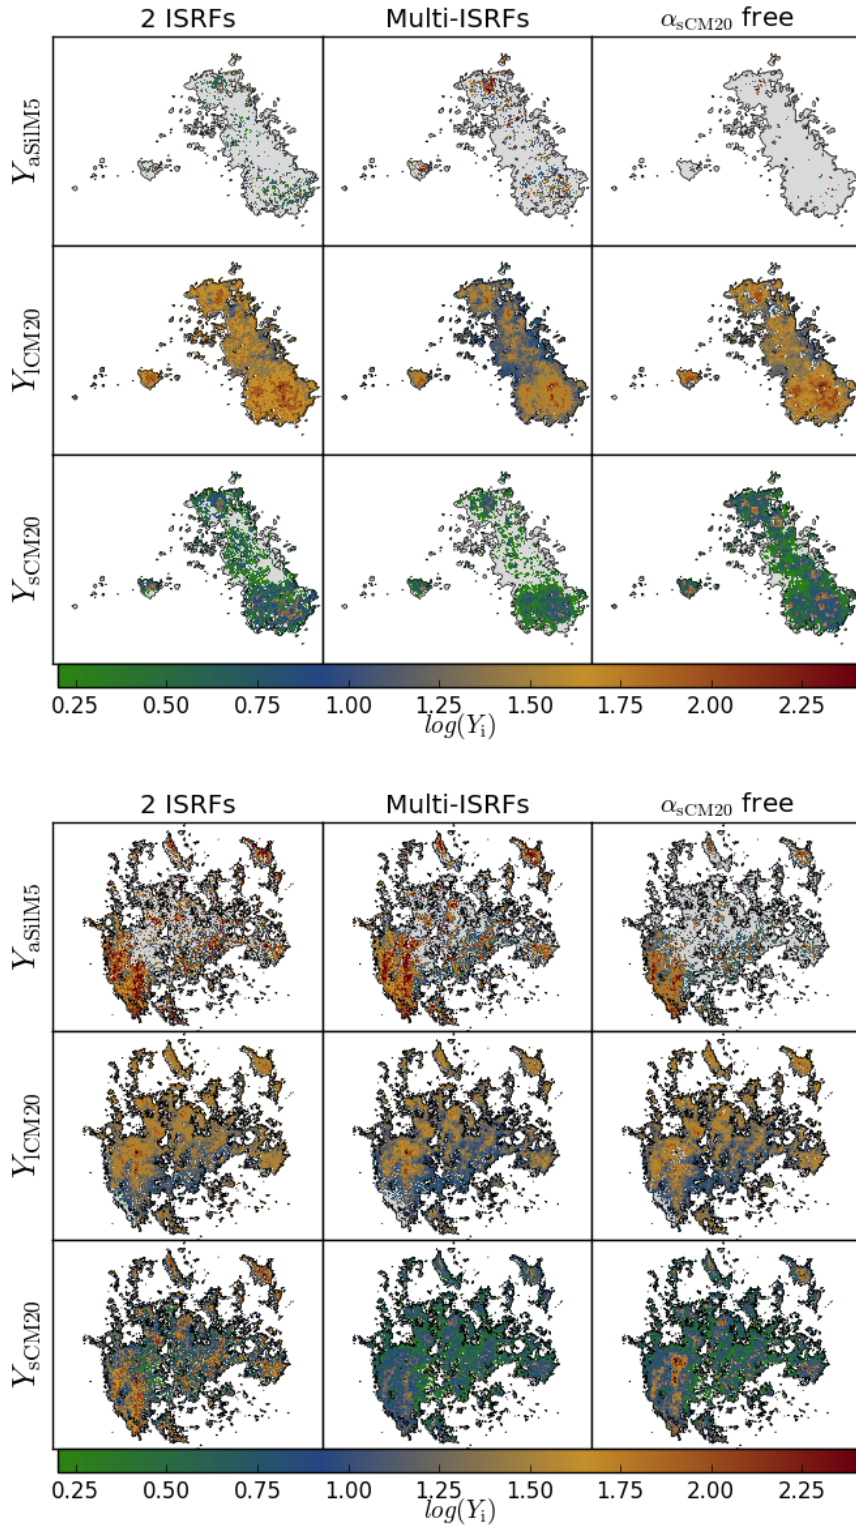 2 ISRFs Multi-ISRFs α_sCM20 free
Y_aSilM5
Y_lCM20
Y_sCM20
0.25 0.50 0.75 1.00 1.25 1.50 1.75 2.00 2.25
log(Y_i)
2 ISRFs Multi-ISRFs α_sCM20 free
Y_aSilM5
Y_lCM20
Y_sCM20
0.25 0.50 0.75 1.00 1.25 1.50 1.75 2.00 2.25
log(Y_i)